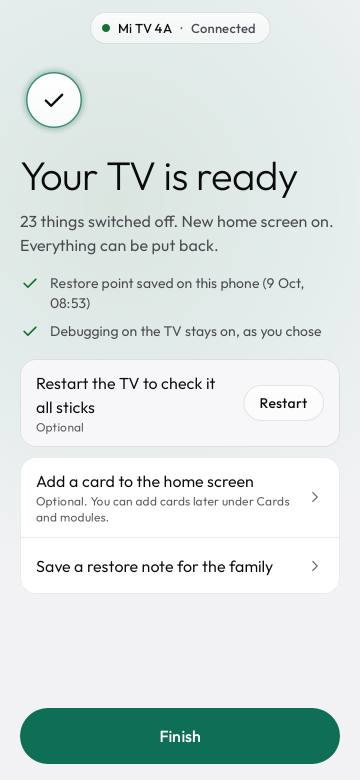 Mi TV 4A · Connected
Your TV is ready
23 things switched off. New home screen on.
Everything can be put back.
Restore point saved on this phone (9 Oct,
08:53)
Debugging on the TV stays on, as you chose
Restart the TV to check it
all sticks
Optional
Restart
Add a card to the home screen
Optional. You can add cards later under Cards
and modules.
Save a restore note for the family
Finish